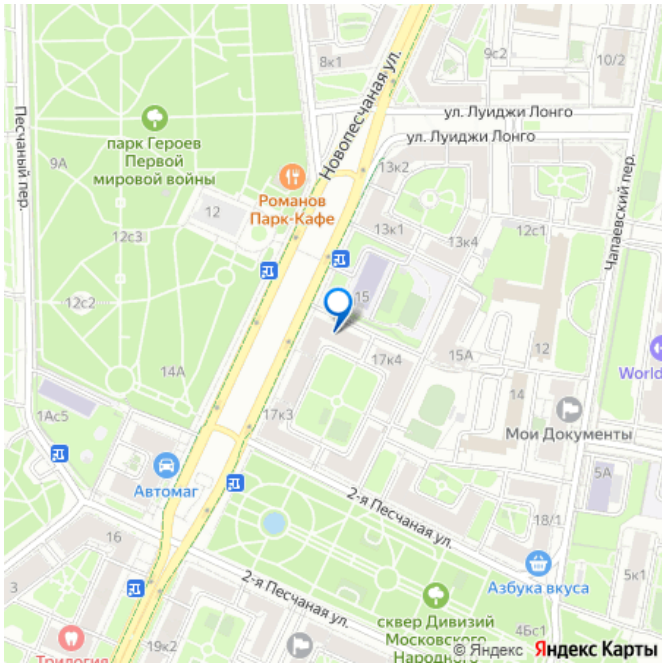 8к1
9с2
10/2
Новопесчаная ул.
ул. Луиджи Лонго
ул. Луиджи Лонго
Песчаный пер.
9А
парк Героев
Первой
мировой войны
13к2
Чапаевский пер.
Романов
Парк-Кафе
12
12с3
13к1
13к4
12с1
12с2
15
14А
17к4
15А
12
World
14
1Ас5
17к3
Мои Документы
Автомаг
5А
2-я Песчаная ул.
18/1
16
Азбука вкуса
5к1
3
2-я Песчаная ул.
сквер Дивизий
Московского
Народного
4Бс1
19к2
Трилогия
© Яндекс Яндекс Карты